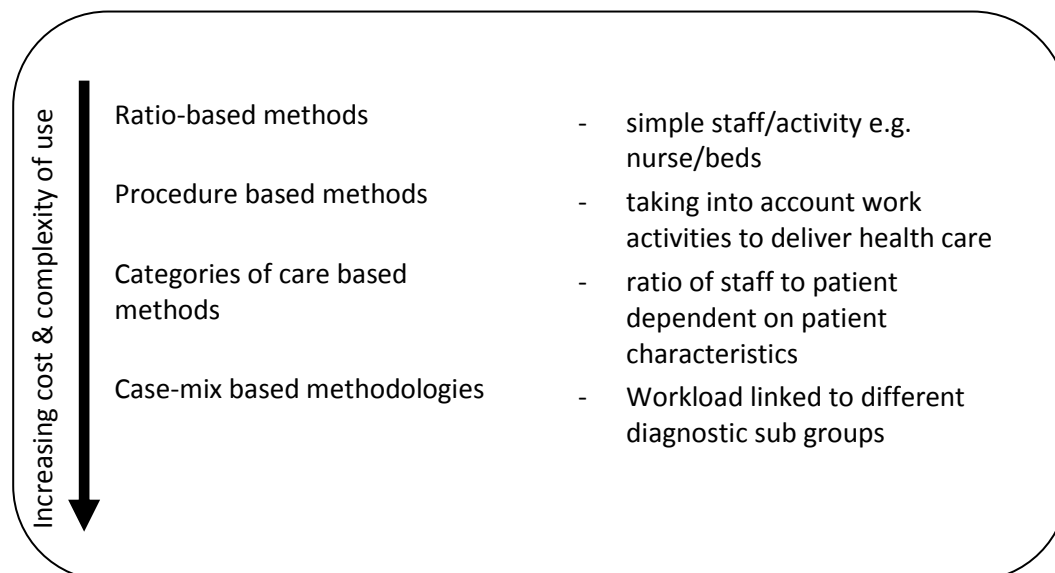 Increasing cost & complexity of use
Ratio-based methods
- simple staff/activity e.g.
nurse/beds
Procedure based methods
- taking into account work
activities to deliver health care
Categories of care based
methods
- ratio of staff to patient
dependent on patient
characteristics
Case-mix based methodologies
- Workload linked to different
diagnostic sub groups